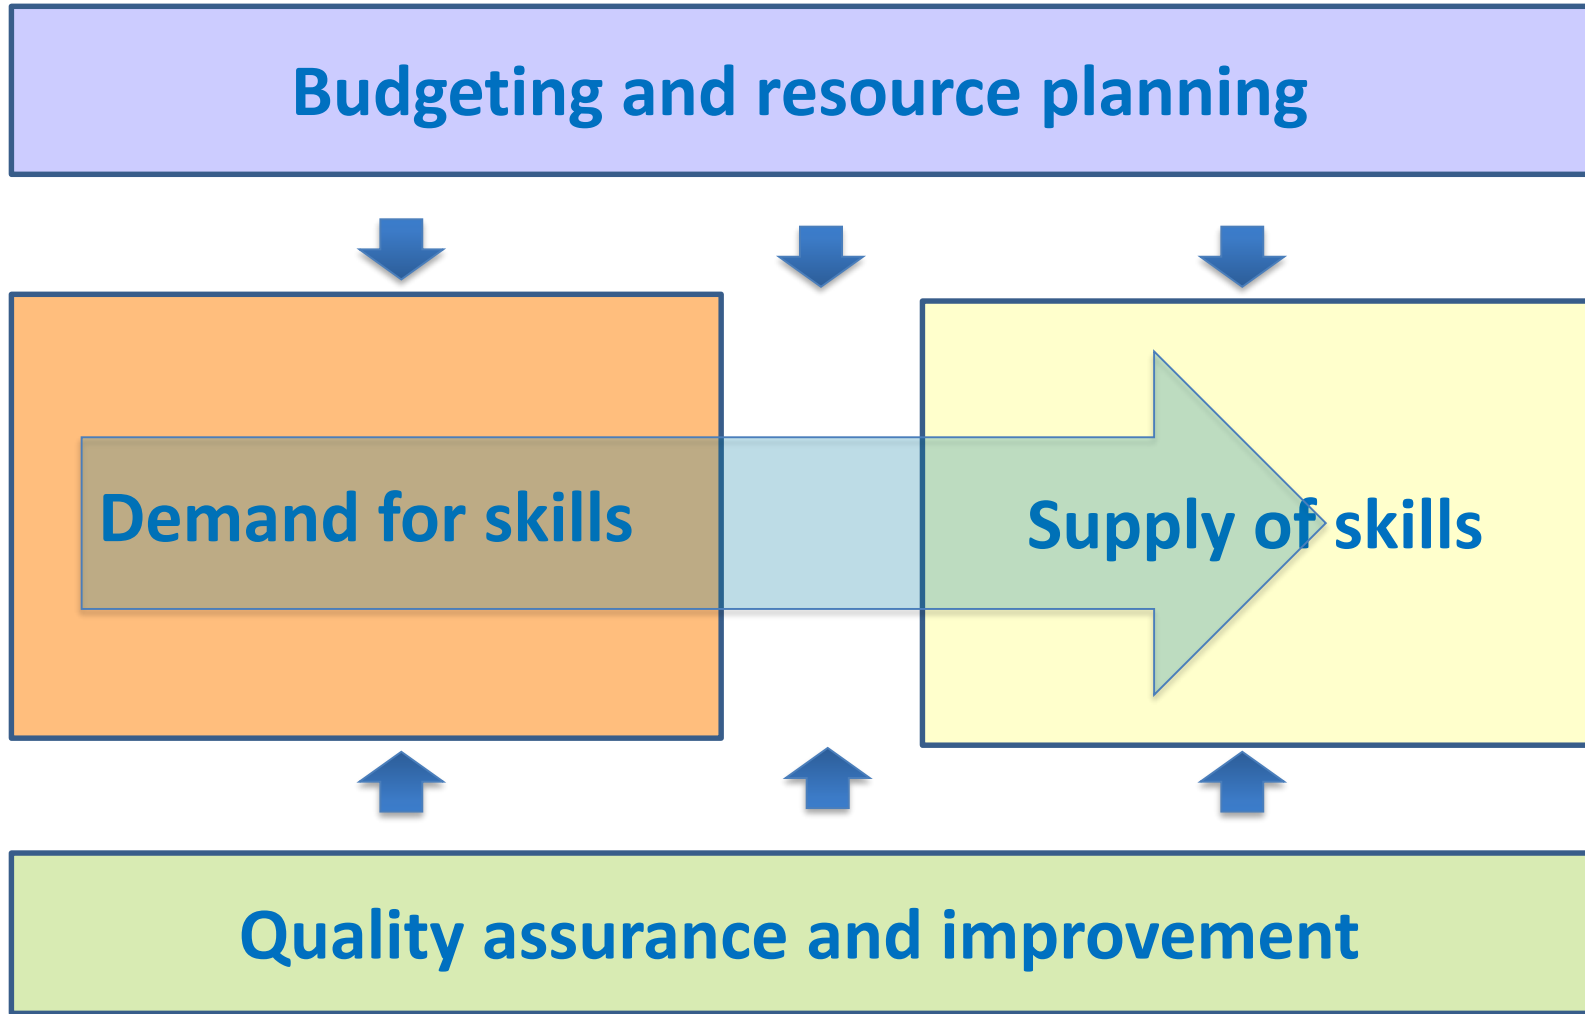 Budgeting and resource planning
Demand for skills
Supply of skills
Quality assurance and improvement